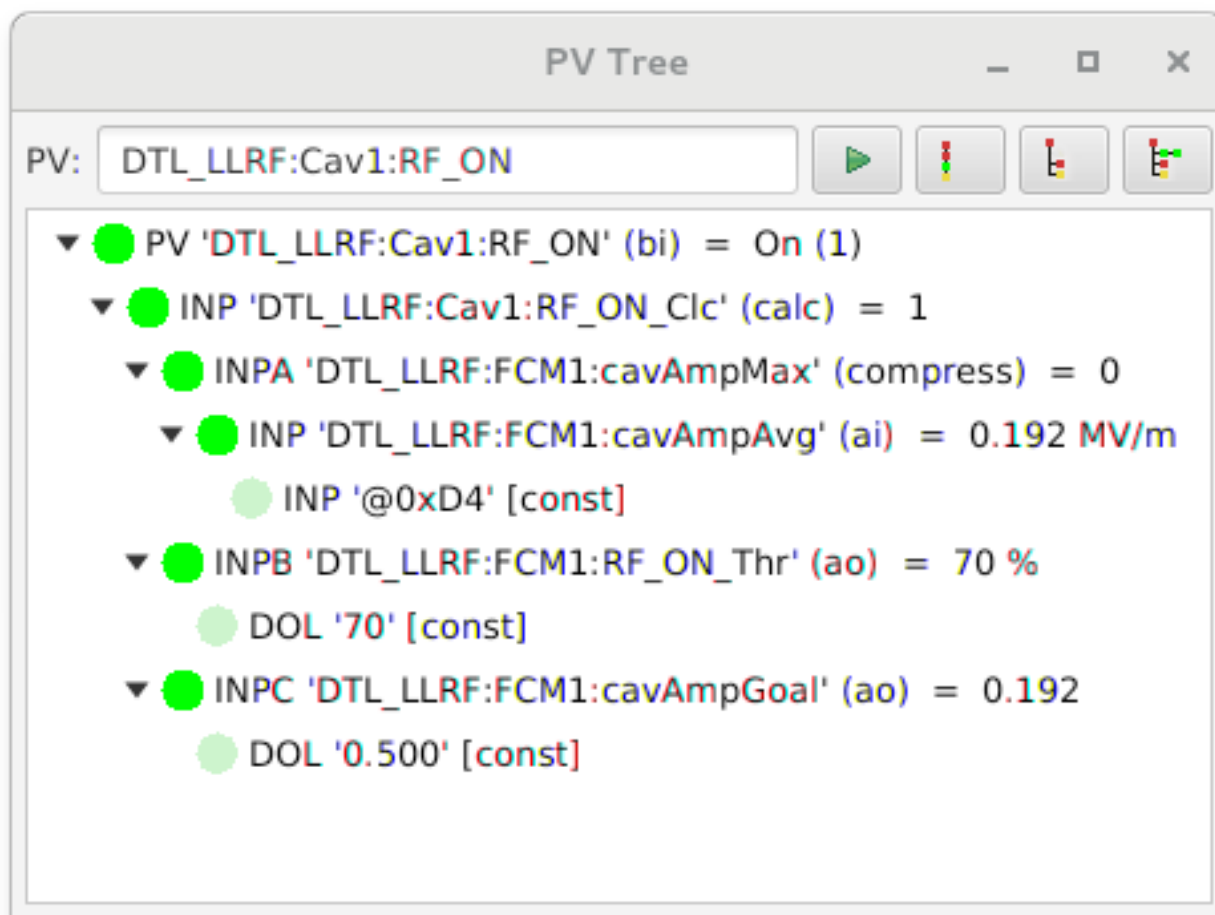 PV Tree
PV: DTL_LLRF:Cav1:RF_ON
PV 'DTL_LLRF:Cav1:RF_ON' (bi) = On (1)
INP 'DTL_LLRF:Cav1:RF_ON_Clc' (calc) = 1
INPA 'DTL_LLRF:FCM1:cavAmpMax' (compress) = 0
INP 'DTL_LLRF:FCM1:cavAmpAvg' (ai) = 0.192 MV/m
INP '@0xD4' [const]
INPB 'DTL_LLRF:FCM1:RF_ON_Thr' (ao) = 70 %
DOL '70' [const]
INPC 'DTL_LLRF:FCM1:cavAmpGoal' (ao) = 0.192
DOL '0.500' [const]